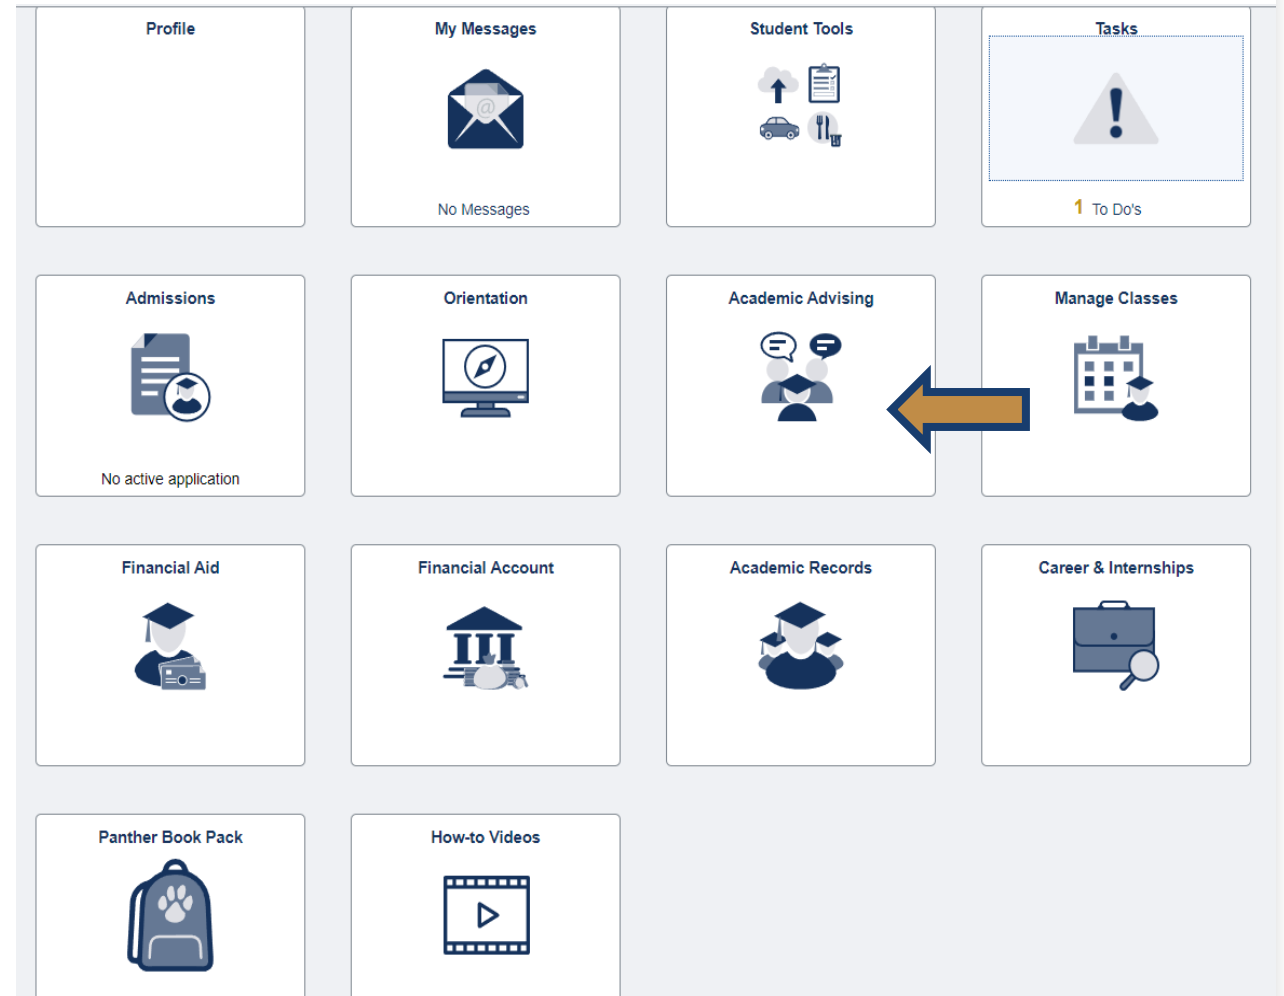 Profile
My Messages
Student Tools
Tasks
@
No Messages
1 To Do's
Admissions
Orientation
Academic Advising
Manage Classes
No active application
Financial Aid
Financial Account
Academic Records
Career & Internships
Panther Book Pack
How-to Videos